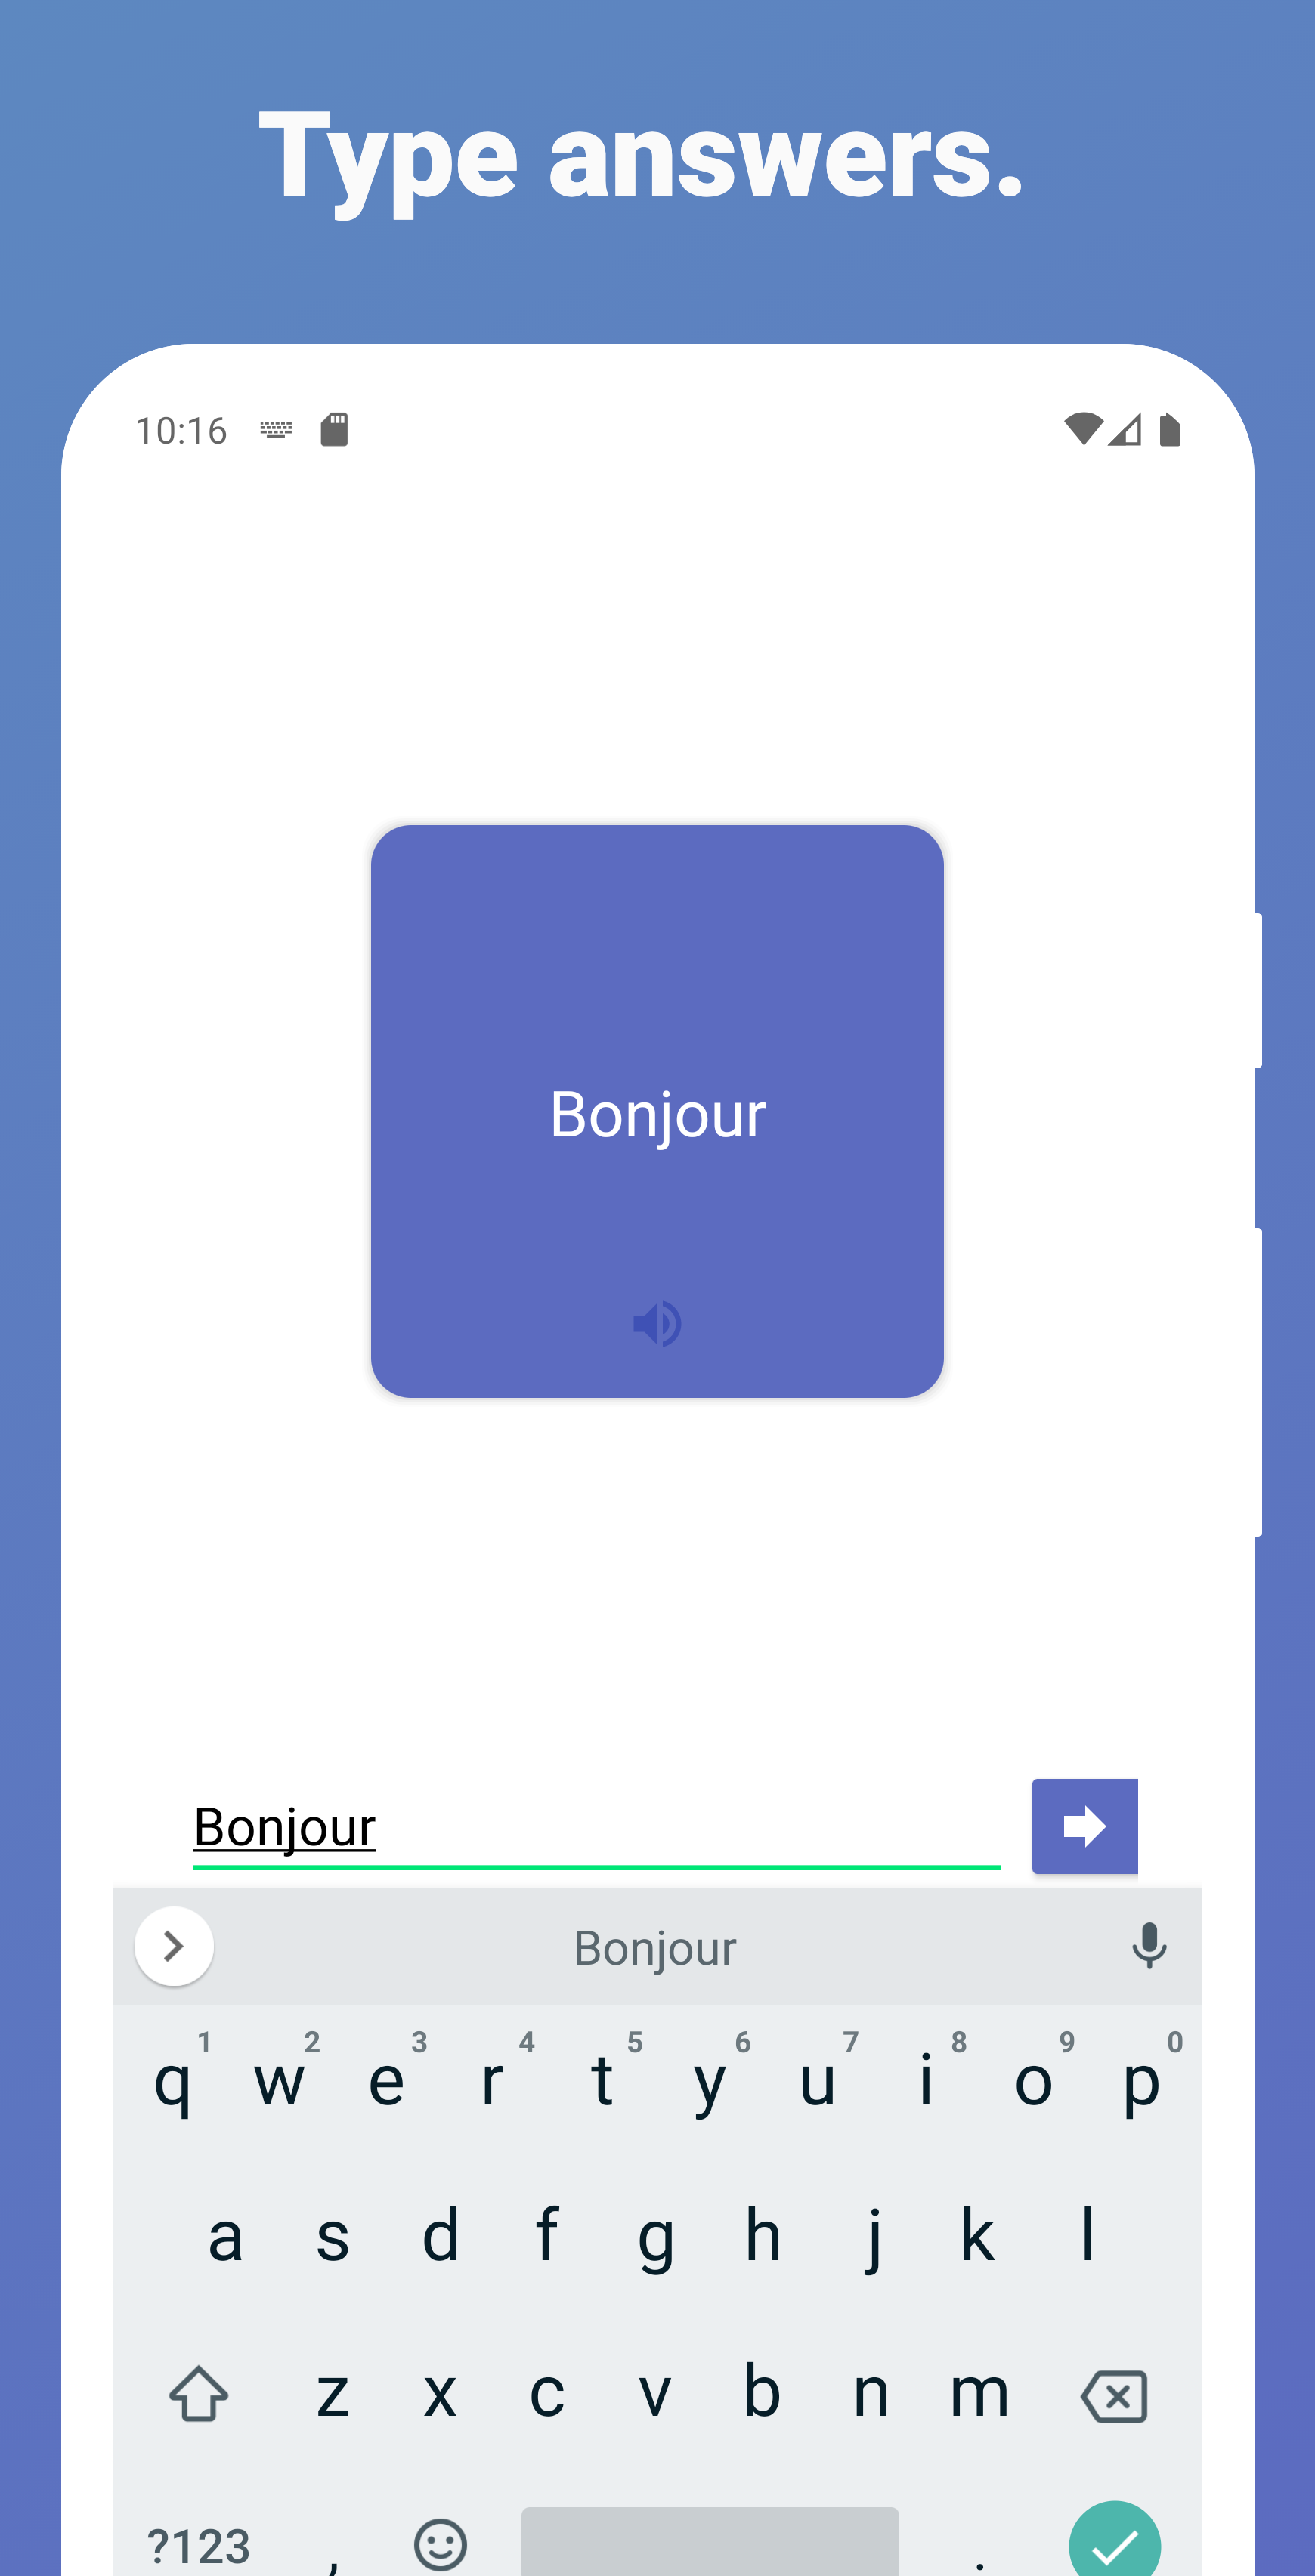 Type answers.
10:16
Bonjour
Bonjour
Bonjour
1 2 3 4 5 6 7 8 9 0
q w e r t y u i o p
a s d f g h j k l
z x c v b n m
?123 , .